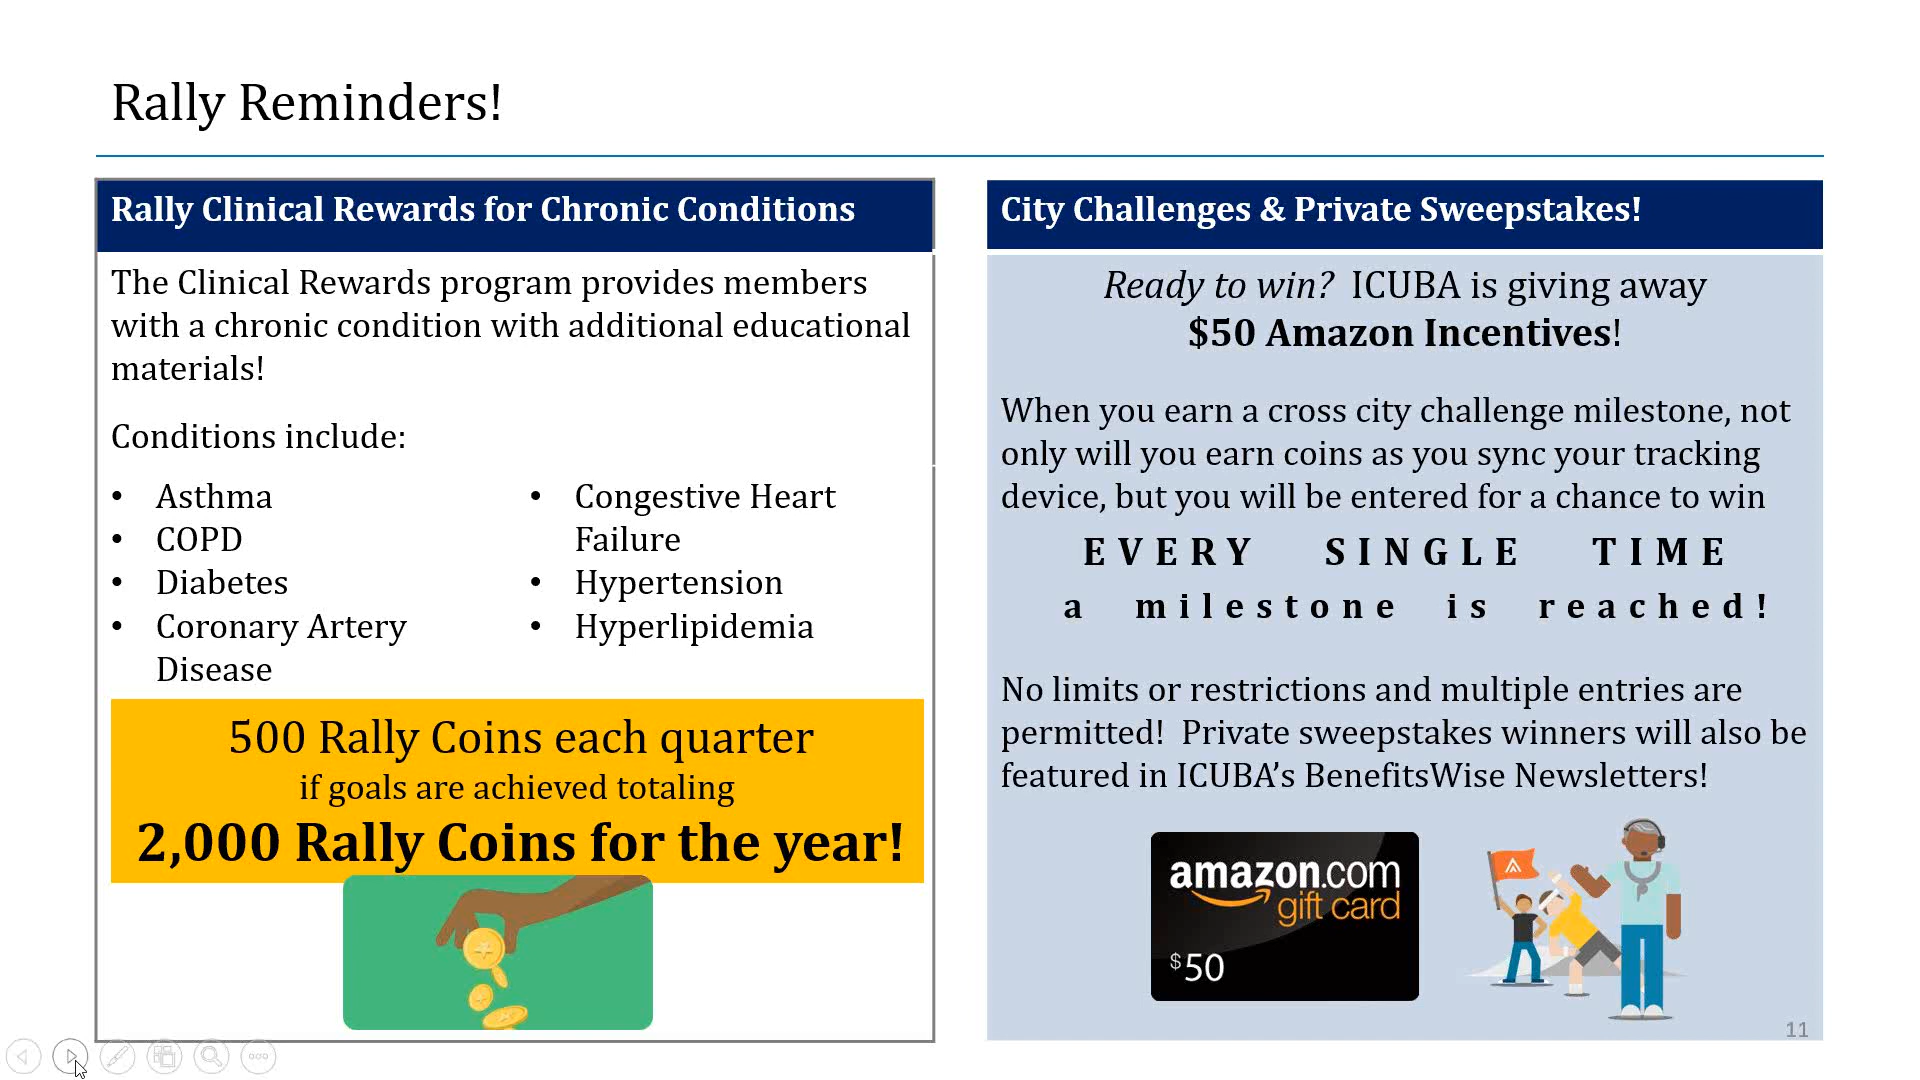 Rally Reminders!
Rally Clinical Rewards for Chronic Conditions
The Clinical Rewards program provides members
with a chronic condition with additional educational
materials!
Conditions include:
• Asthma
• COPD
• Diabetes
• Coronary Artery
Disease
• Congestive Heart
Failure
• Hypertension
• Hyperlipidemia
500 Rally Coins each quarter
if goals are achieved totaling
2,000 Rally Coins for the year!
City Challenges & Private Sweepstakes!
Ready to win? ICUBA is giving away
$50 Amazon Incentives!
When you earn a cross city challenge milestone, not
only will you earn coins as you sync your tracking
device, but you will be entered for a chance to win
EVERY SINGLE TIME
a milestone is reached!
No limits or restrictions and multiple entries are
permitted! Private sweepstakes winners will also be
featured in ICUBA’s BenefitsWise Newsletters!
amazon.com
gift card
$50
11